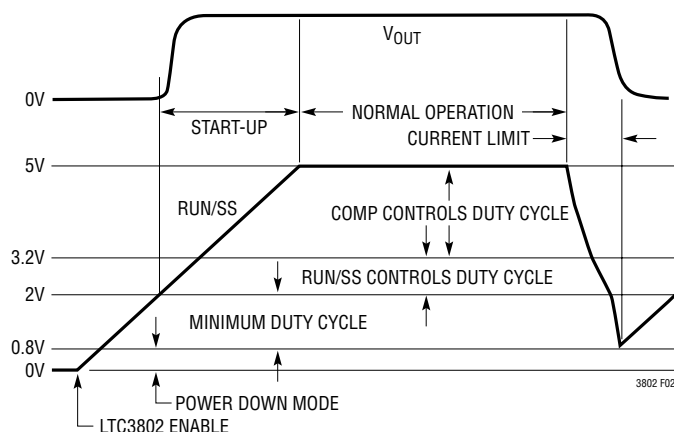 VOUT
0V
NORMAL OPERATION
START-UP
CURRENT LIMIT
5V
RUN/SS
COMP CONTROLS DUTY CYCLE
3.2V
RUN/SS CONTROLS DUTY CYCLE
2V
MINIMUM DUTY CYCLE
0.8V
0V
3802 F02
POWER DOWN MODE
LTC3802 ENABLE